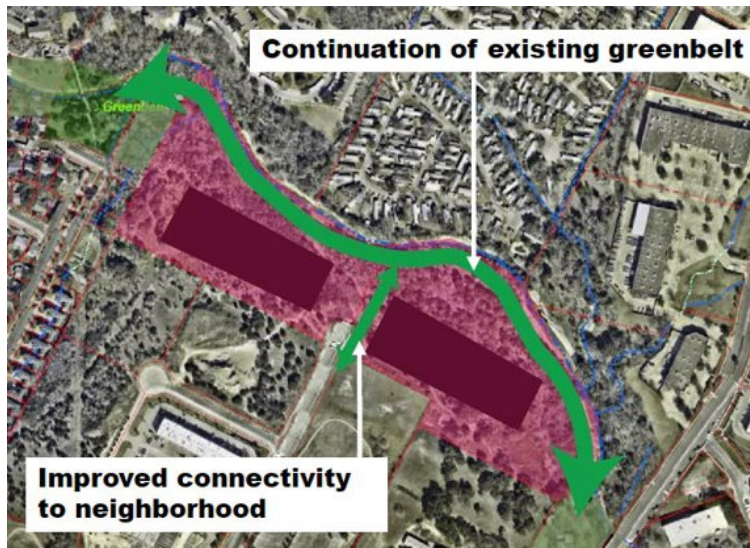 Continuation of existing greenbelt
Improved connectivity
to neighborhood